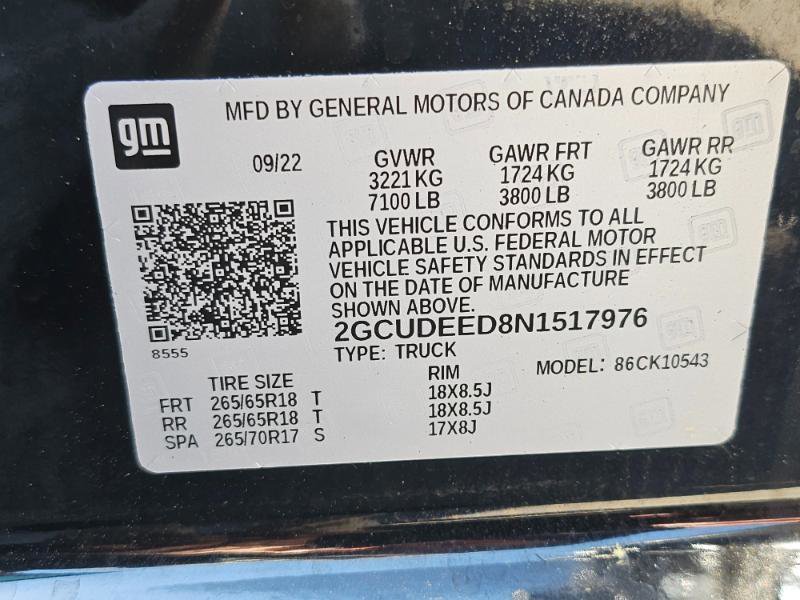 gm
MFD BY GENERAL MOTORS OF CANADA COMPANY
09/22
GVWR
3221 KG
7100 LB
GAWR FRT
1724 KG
3800 LB
GAWR RR
1724 KG
3800 LB
THIS VEHICLE CONFORMS TO ALL
APPLICABLE U.S. FEDERAL MOTOR
VEHICLE SAFETY STANDARDS IN EFFECT
ON THE DATE OF MANUFACTURE
SHOWN ABOVE.
2GCUDEED8N1517976
8555
TYPE: TRUCK
MODEL: 86CK10543
TIRE SIZE RIM
FRT 265/65R18 T 18X8.5J
RR 265/65R18 T 18X8.5J
SPA 265/70R17 S 17X8J